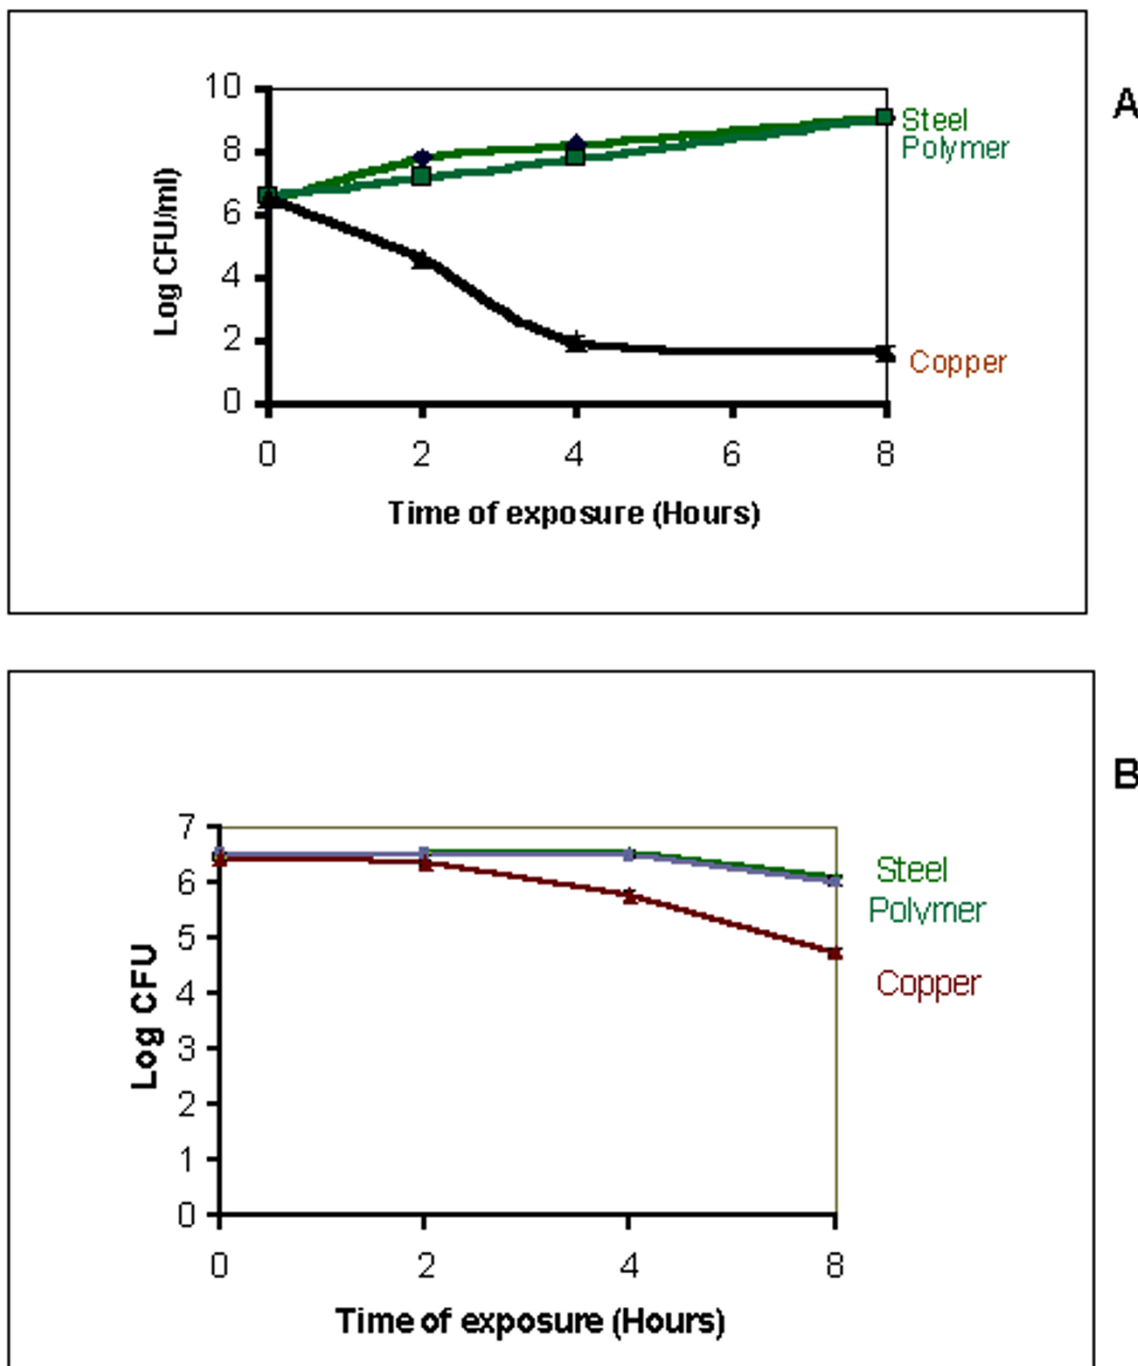 A
10
8
6
4
2
0
Log CFU/ml)
Steel
Polymer
Copper
0 2 4 6 8
Time of exposure (Hours)
B
7
6
5
4
3
2
1
0
Log CFU
Steel
Polymer
Copper
0 2 4 8
Time of exposure (Hours)